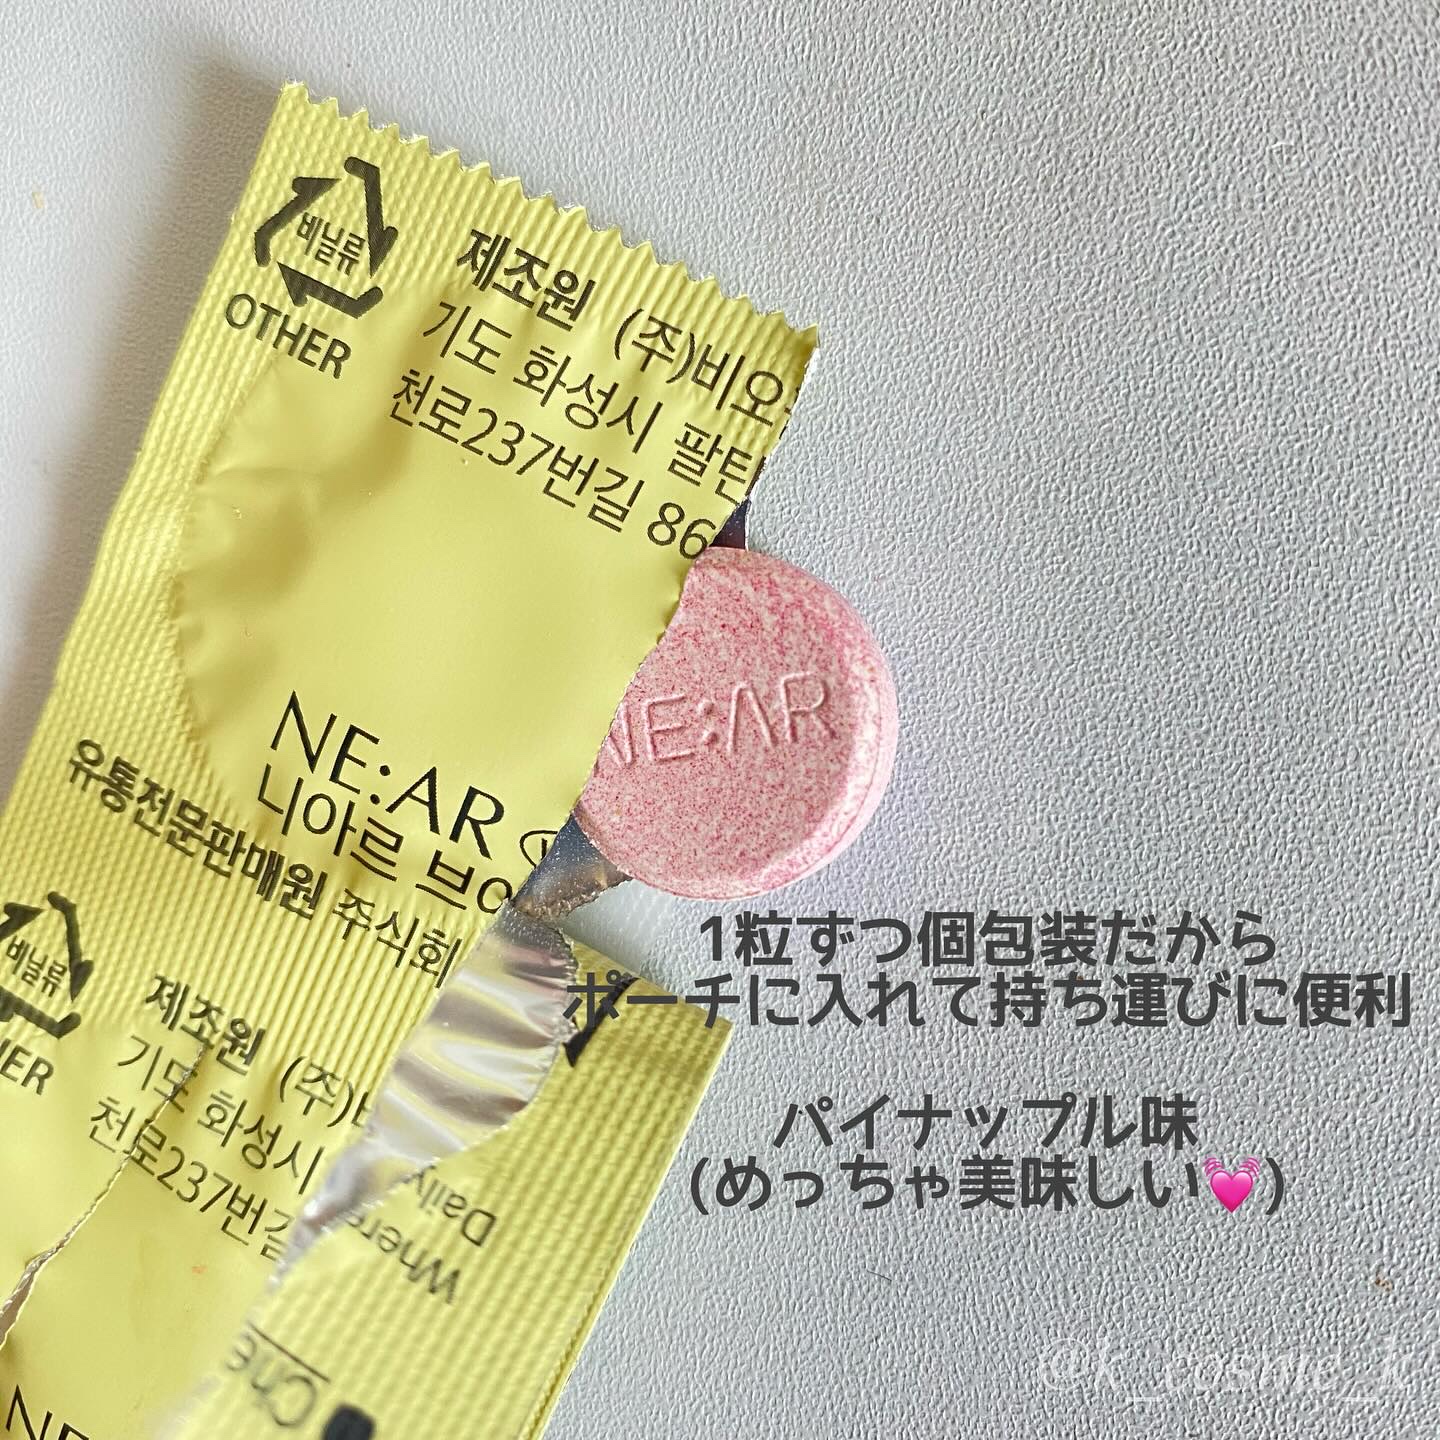 비닐류
OTHER
제조원 (주)비오
기도 화성시 팔탄
천로237번길 86
NE:AR
니아르 브
유통전문판매원 주식회
NE:AR
비닐류
제조원 (주)
기도 화성시
천로237번길
Daily
Where
1粒ずつ個包装だから
ポーチに入れて持ち運びに便利
パイナップル味
(めっちゃ美味しい💓)
@k_cosme_k